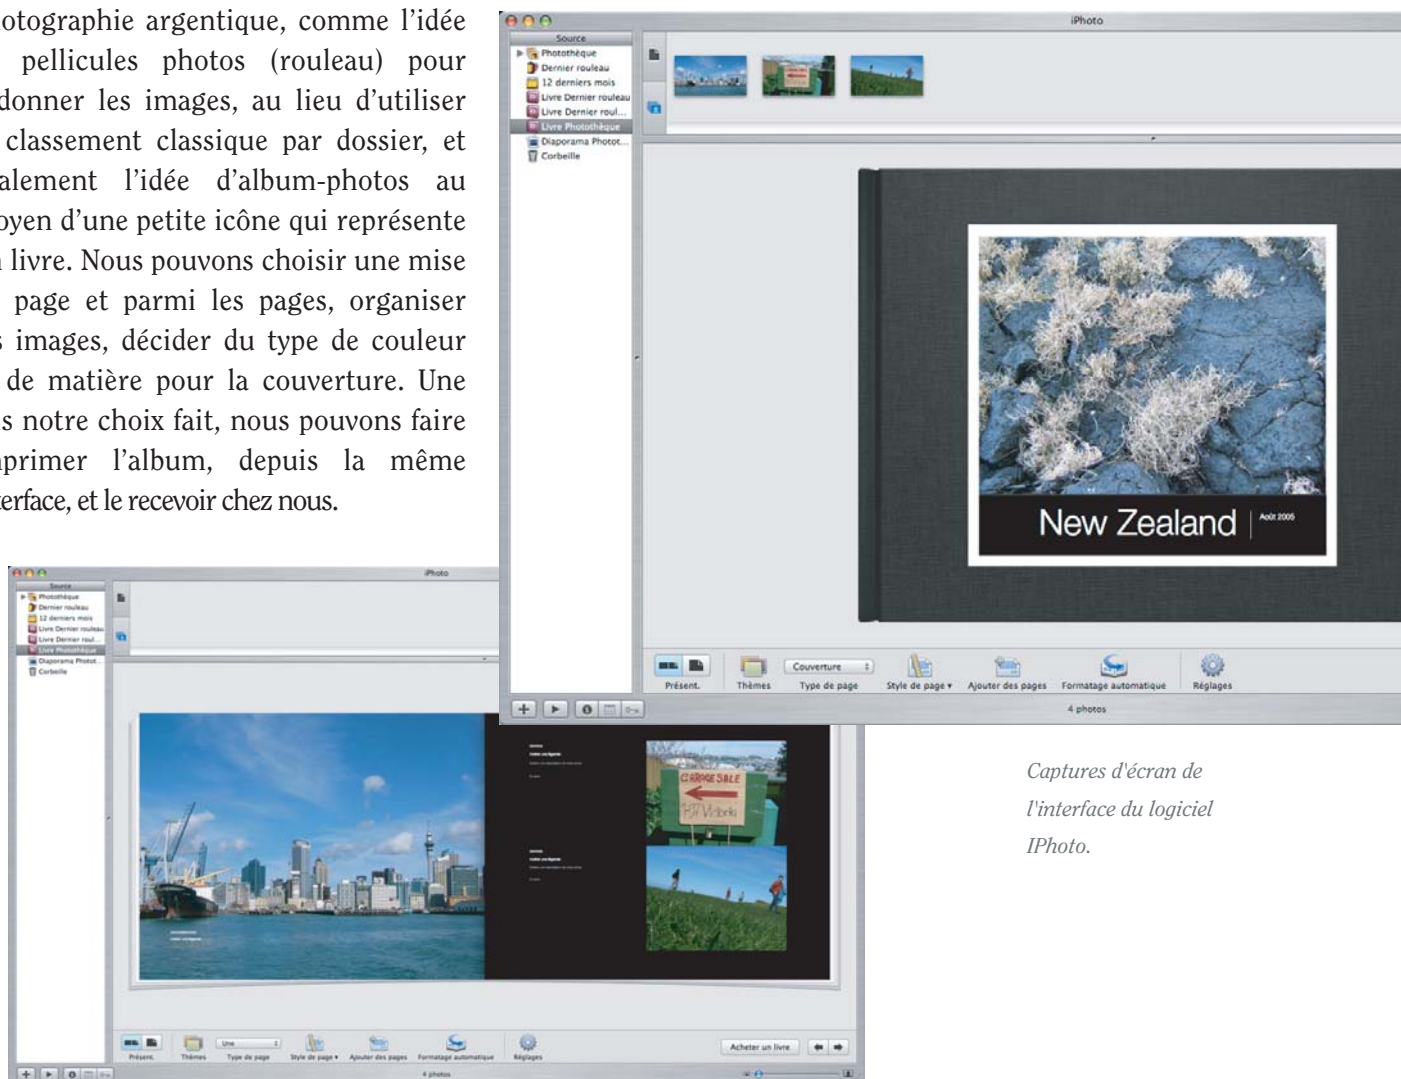 otographie argentique, comme l’idée
pellicules photos (rouleau) pour
donner les images, au lieu d’utiliser
classement classique par dossier, et
alement l’idée d’album-photos au
oyen d’une petite icône qui représente
livre. Nous pouvons choisir une mise
page et parmi les pages, organiser
s images, décider du type de couleur
de matière pour la couverture. Une
is notre choix fait, nous pouvons faire
nprimer l’album, depuis la même
terface, et le recevoir chez nous.
iPhoto
Source
Photothèque
Dernier rouleau
12 derniers mois
Livre Dernier rouleau
Livre Dernier roul...
Livre Photothèque
Diaporama Photot...
Corbeille
New Zealand | Août 2005
Couverture
Présent. Thèmes Type de page Style de page Ajouter des pages Formatage automatique Réglages
4 photos
iPhoto
Source
Photothèque
Dernier rouleau
12 derniers mois
Livre Dernier rouleau
Livre Dernier roul...
Livre Photothèque
Diaporama Photot...
Corbeille
GARAGE SALE
Victoria
Une
Présent. Thèmes Type de page Style de page Ajouter des pages Formatage automatique Réglages
Acheter un livre
4 photos
Captures d'écran de
l'interface du logiciel
IPhoto.